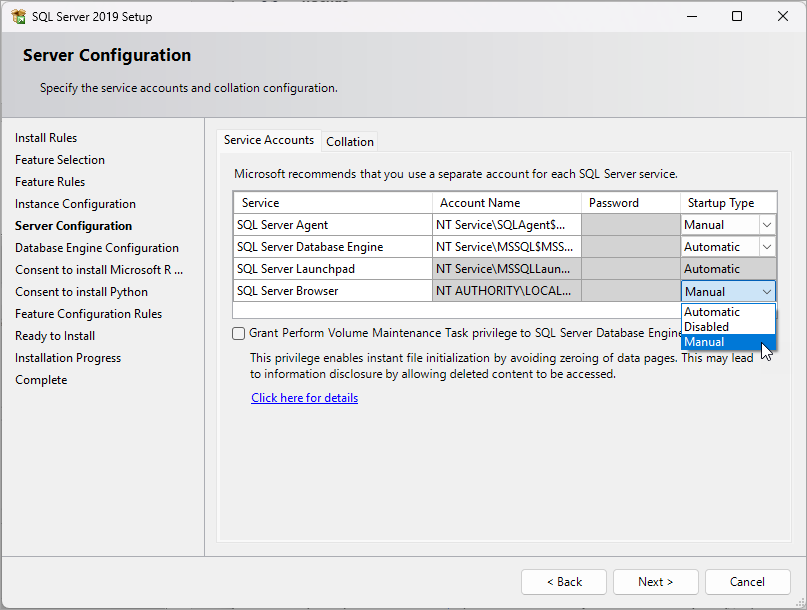 SQL Server 2019 Setup
Server Configuration
Specify the service accounts and collation configuration.
Install Rules
Feature Selection
Feature Rules
Instance Configuration
Server Configuration
Database Engine Configuration
Consent to install Microsoft R ...
Consent to install Python
Feature Configuration Rules
Ready to Install
Installation Progress
Complete
Service Accounts Collation
Microsoft recommends that you use a separate account for each SQL Server service.
Service Account Name Password Startup Type
SQL Server Agent NT Service\SQLAgent$... Manual
SQL Server Database Engine NT Service\MSSQL$MSS... Automatic
SQL Server Launchpad NT Service\MSSQLLaun... Automatic
SQL Server Browser NT AUTHORITY\LOCAL... Manual
Automatic
Disabled
Manual
Grant Perform Volume Maintenance Task privilege to SQL Server Database Engine
This privilege enables instant file initialization by avoiding zeroing of data pages. This may lead
to information disclosure by allowing deleted content to be accessed.
Click here for details
< Back Next > Cancel